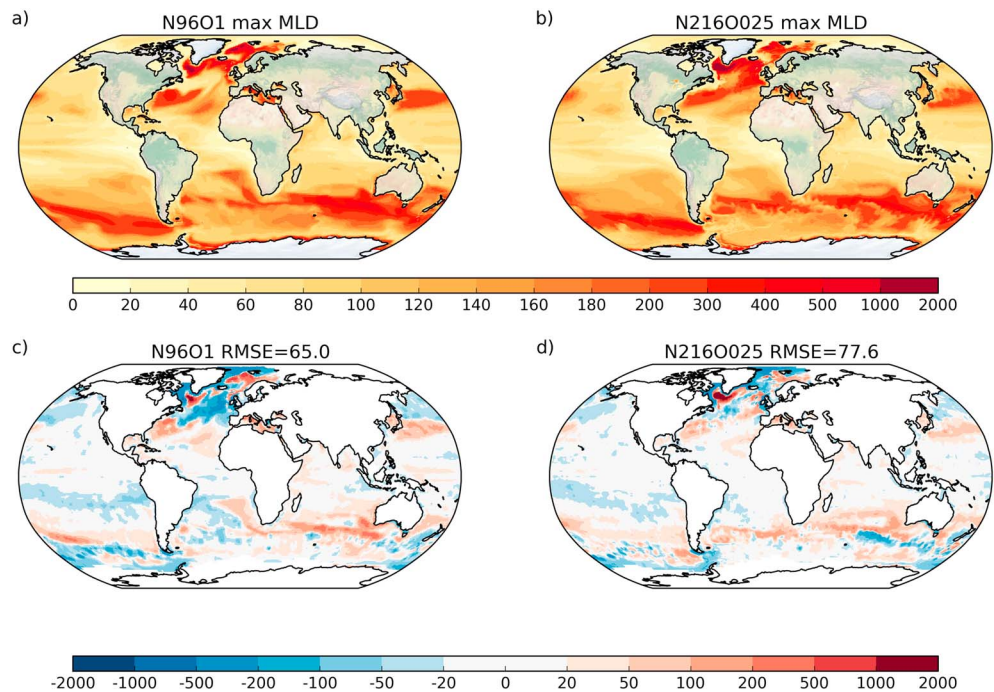 a) N96O1 max MLD
b) N216O025 max MLD
0 20 40 60 80 100 120 140 160 180 200 300 400 500 1000 2000
c) N96O1 RMSE=65.0
d) N216O025 RMSE=77.6
-2000 -1000 -500 -200 -100 -50 -20 0 20 50 100 200 500 1000 2000